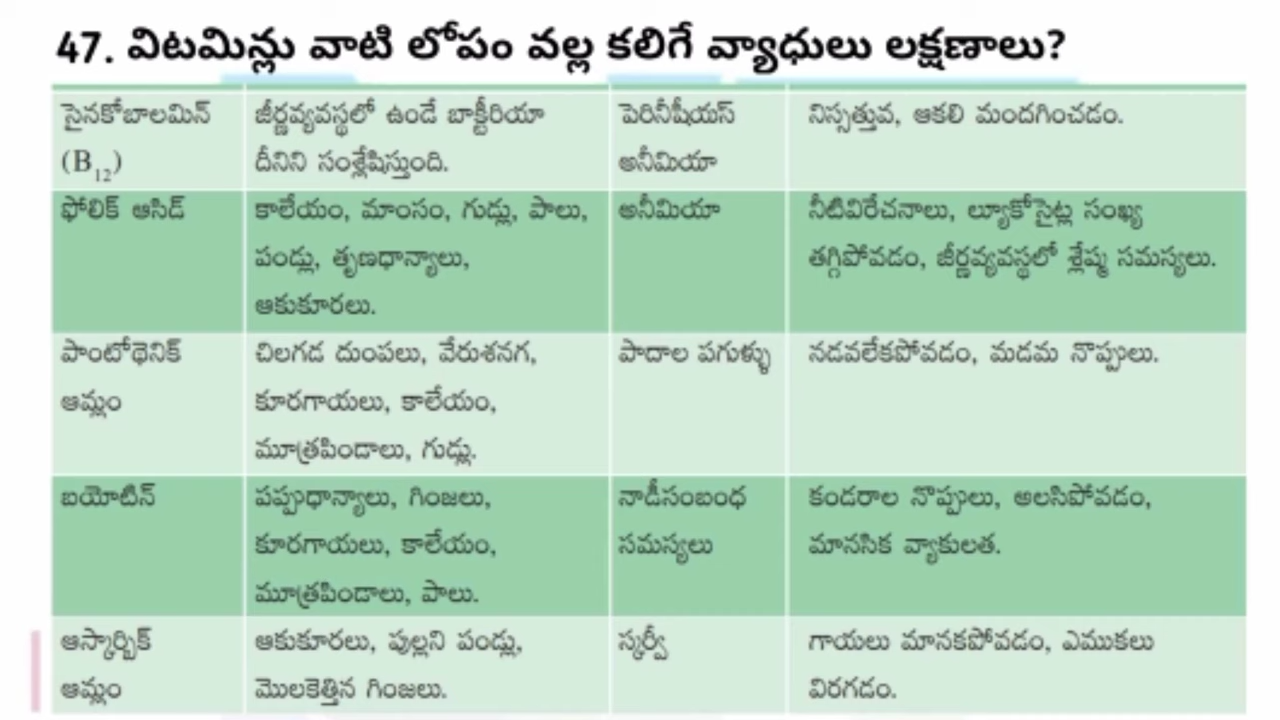 47. విటమిన్లు వాటి లోపం వల్ల కలిగే వ్యాధులు లక్షణాలు?
సైనకోబాలమిన్ (B12)
జీర్ణవ్యవస్థలో ఉండే బాక్టీరియా
దీనిని సంశ్లేషిస్తుంది.
పెరినీషియస్
అనీమియా
నిస్సత్తువ, ఆకలి మందగించడం.
ఫోలిక్ ఆసిడ్
కాలేయం, మాంసం, గుడ్లు, పాలు,
పండ్లు, తృణధాన్యాలు,
ఆకుకూరలు.
అనీమియా
నీటివిరేచనాలు, ల్యూకోసైట్ల సంఖ్య
తగ్గిపోవడం, జీర్ణవ్యవస్థలో శ్లేష్మ సమస్యలు.
పాంటోథెనిక్
ఆమ్లం
చిలగడ దుంపలు, వేరుశనగ,
కూరగాయలు, కాలేయం,
మూత్రపిండాలు, గుడ్లు.
పాదాల పగుళ్ళు
నడవలేకపోవడం, మడమ నొప్పులు.
బయోటిన్
పప్పుధాన్యాలు, గింజలు,
కూరగాయలు, కాలేయం,
మూత్రపిండాలు, పాలు.
నాడీసంబంధ
సమస్యలు
కండరాల నొప్పులు, అలసిపోవడం,
మానసిక వ్యాకులత.
ఆస్కార్బిక్
ఆమ్లం
ఆకుకూరలు, పుల్లని పండ్లు,
మొలకెత్తిన గింజలు.
స్కర్వీ
గాయలు మానకపోవడం, ఎముకలు
విరగడం.